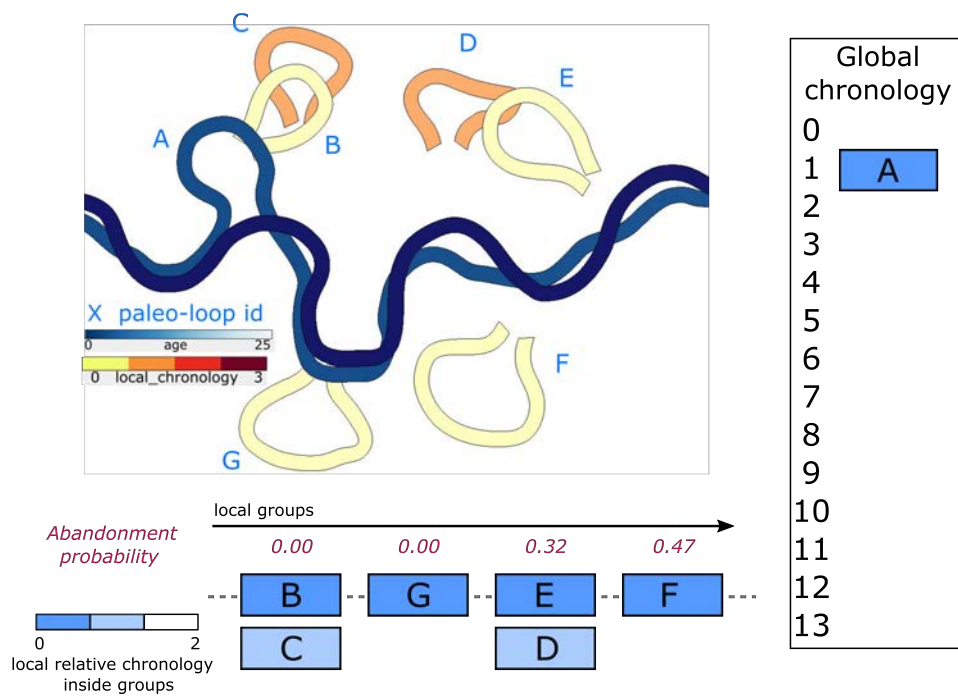 C
D
E
A
B
X paleo-loop id
0 age 25
0 local_chronology 3
F
G
Global
chronology
0
1 A
2
3
4
5
6
7
8
9
10
11
12
13
local groups
Abandonment
probability
0.00 0.00 0.32 0.47
B G E F
C D
0 2
local relative chronology
inside groups